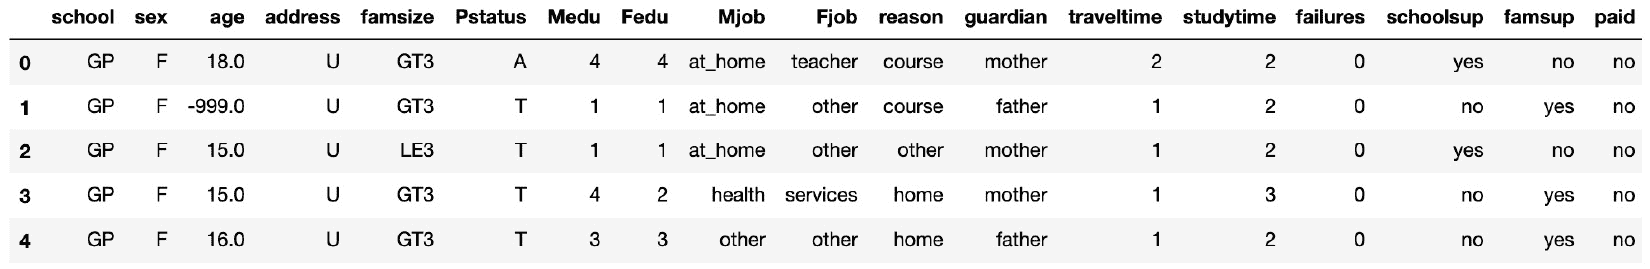 school sex age address famsize Pstatus Medu Fedu Mjob Fjob reason guardian traveltime studytime failures schoolsup famsup paid
0 GP F 18.0 U GT3 A 4 4 at_home teacher course mother 2 2 0 yes no no
1 GP F -999.0 U GT3 T 1 1 at_home other course father 1 2 0 no yes no
2 GP F 15.0 U LE3 T 1 1 at_home other other mother 1 2 0 yes no no
3 GP F 15.0 U GT3 T 4 2 health services home mother 1 3 0 no yes no
4 GP F 16.0 U GT3 T 3 3 other other home father 1 2 0 no yes no